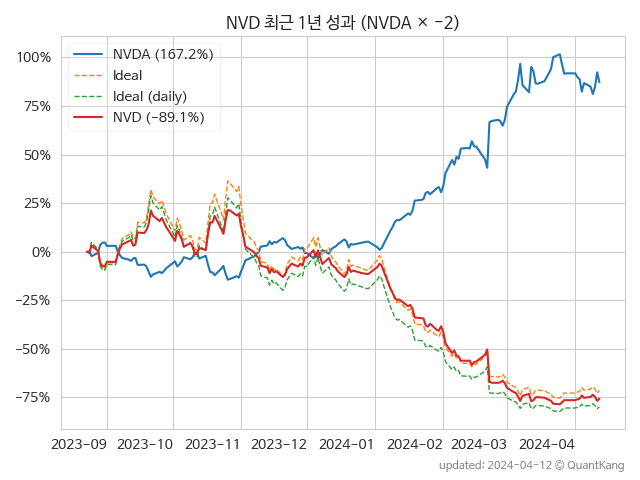 NVD 최근 1년 성과 (NVDA × −2)
NVDA (167.2%)
Ideal
Ideal (daily)
NVD (−89.1%)
100%
75%
50%
25%
0%
−25%
−50%
−75%
2023-09 2023-10 2023-11 2023-12 2024-01 2024-02 2024-03 2024-04
updated: 2024-04-12 © QuantKang